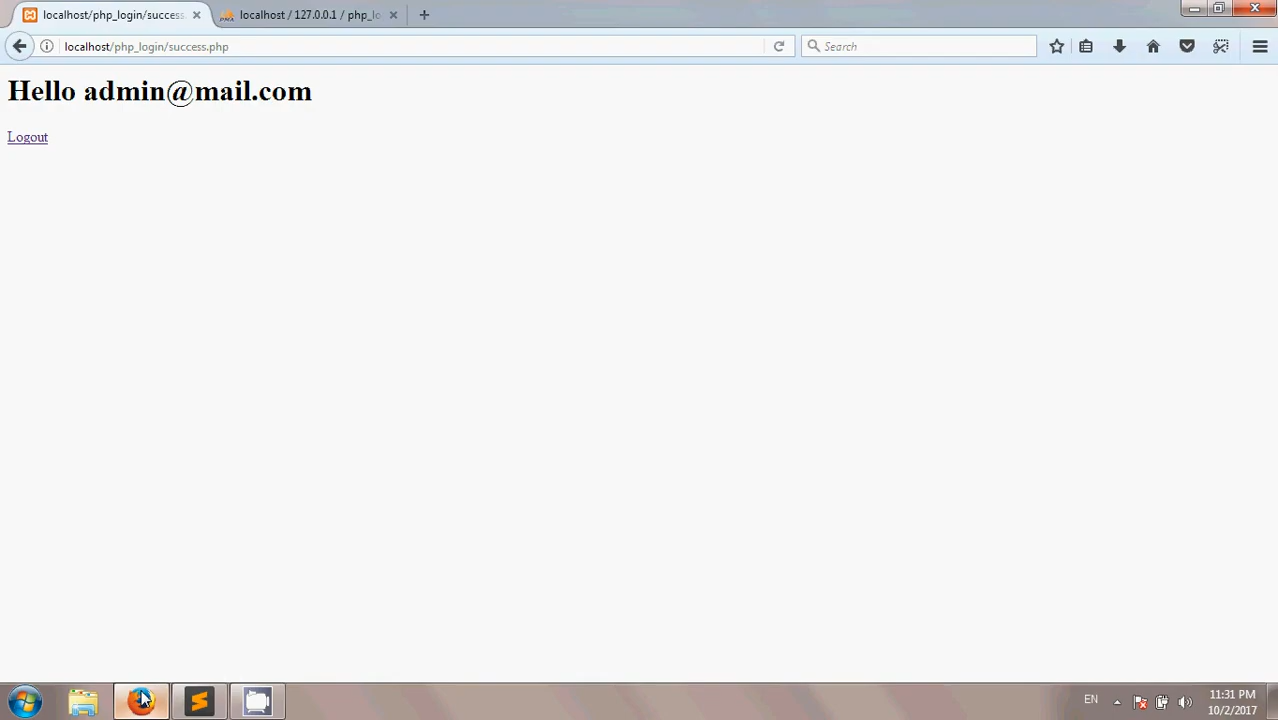 localhost/php_login/success.
localhost / 127.0.0.1 / php_lo
localhost/php_login/success.php
Search
Hello admin@mail.com
Logout
EN
11:31 PM
10/2/2017